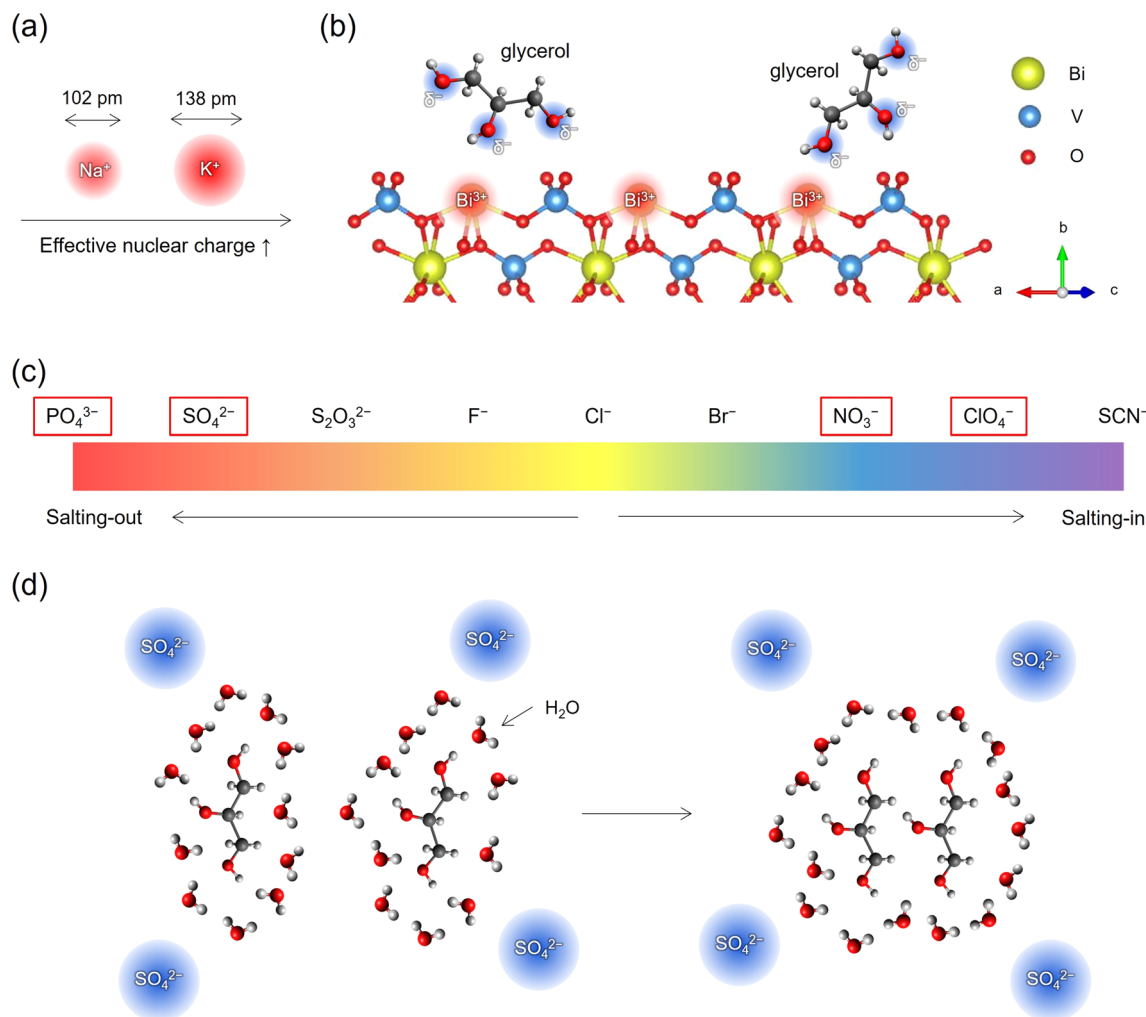 (a)
102 pm 138 pm
Na⁺ K⁺
Effective nuclear charge ↑
(b)
glycerol
δ⁻
δ⁻
δ⁻
glycerol
δ⁻
δ⁻
δ⁻
Bi³⁺ Bi³⁺ Bi³⁺
Bi
V
O
b
a c
(c)
PO₄³⁻ SO₄²⁻ S₂O₃²⁻ F⁻ Cl⁻ Br⁻ NO₃⁻ ClO₄⁻ SCN⁻
Salting-out Salting-in
(d)
SO₄²⁻ SO₄²⁻ SO₄²⁻ SO₄²⁻
H₂O
SO₄²⁻ SO₄²⁻ SO₄²⁻ SO₄²⁻